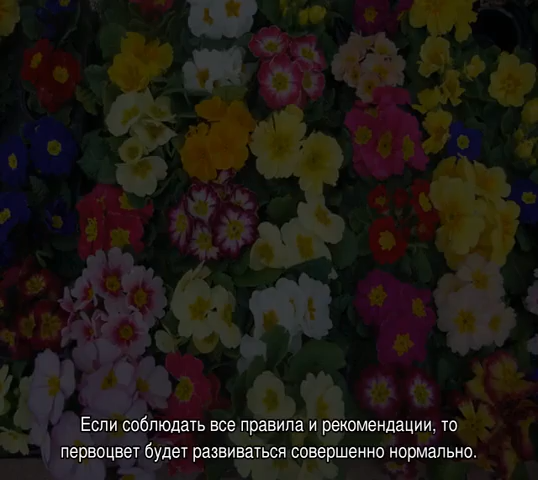 Если соблюдать все правила и рекомендации, то
первоцвет будет развиваться совершенно нормально.